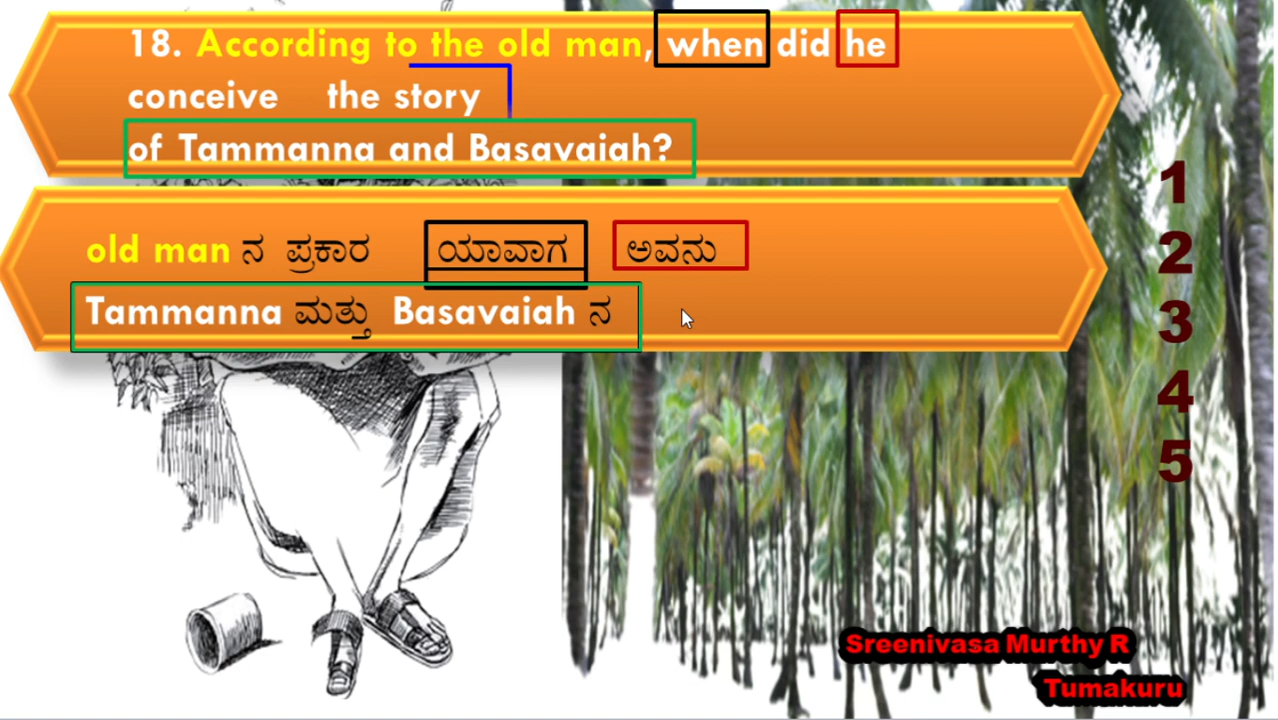 18. According to the old man, when did he
conceive the story
of Tammanna and Basavaiah?
old man ನ ಪ್ರಕಾರ ಯಾವಾಗ ಅವನು
Tammanna ಮತ್ತು Basavaiah ನ
1
2
3
4
5
Sreenivasa Murthy R
Tumakuru